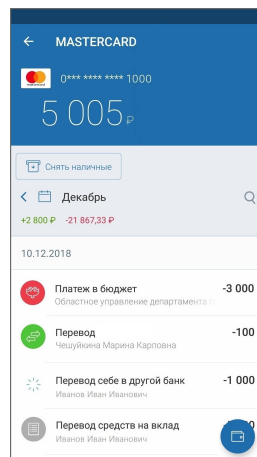 MASTERCARD
0*** **** **** 1000
5 005 ₽
Снять наличные
Декабрь
+2 800 ₽ -21 867,33 ₽
10.12.2018
Платеж в бюджет -3 000
Областное управление департамента
Перевод -100
Чешуйкина Марина Карповна
Перевод себе в другой банк -1 000
Иванов Иван Иванович
Перевод средств на вклад
Иванов Иван Иванович